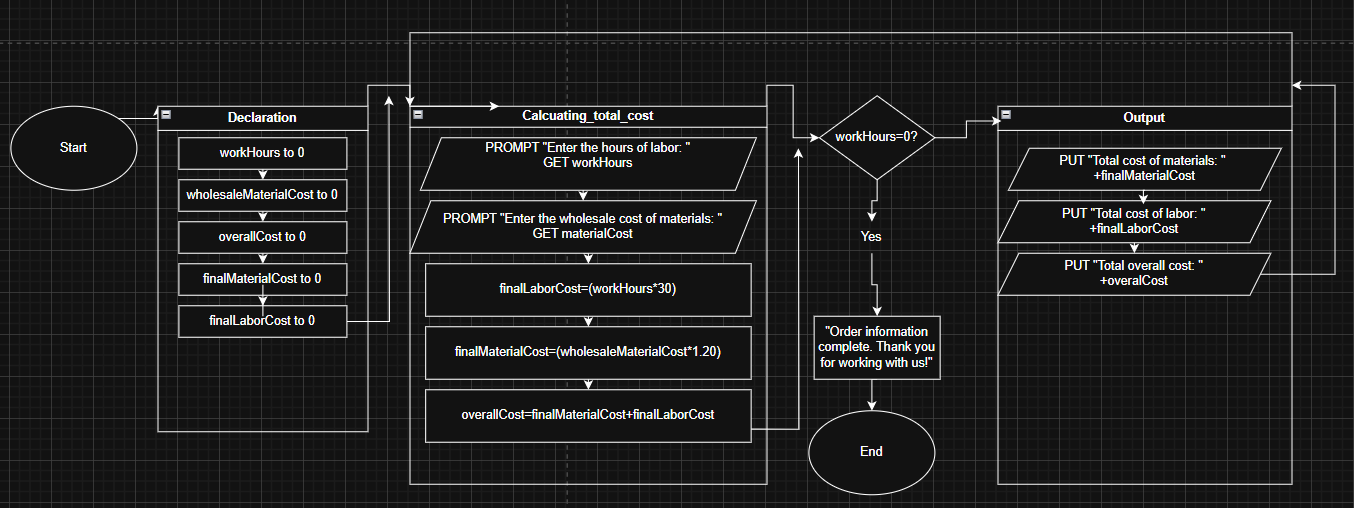 Start
Declaration
workHours to 0
wholesaleMaterialCost to 0
overallCost to 0
finalMaterialCost to 0
finalLaborCost to 0
Calcuating_total_cost
PROMPT "Enter the hours of labor: "
GET workHours
PROMPT "Enter the wholesale cost of materials: "
GET materialCost
finalLaborCost=(workHours*30)
finalMaterialCost=(wholesaleMaterialCost*1.20)
overallCost=finalMaterialCost+finalLaborCost
workHours=0?
Yes
"Order information
complete. Thank you
for working with us!"
End
Output
PUT "Total cost of materials: "
+finalMaterialCost
PUT "Total cost of labor: "
+finalLaborCost
PUT "Total overall cost: "
+overalCost